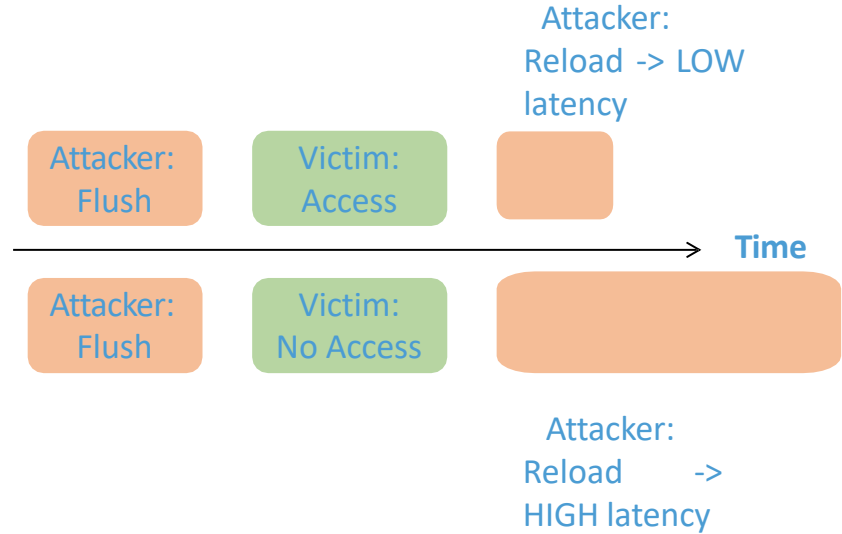 Attacker:
Reload -> LOW
latency
Attacker:
Flush
Victim:
Access
Time
Attacker:
Flush
Victim:
No Access
Attacker:
Reload ->
HIGH latency